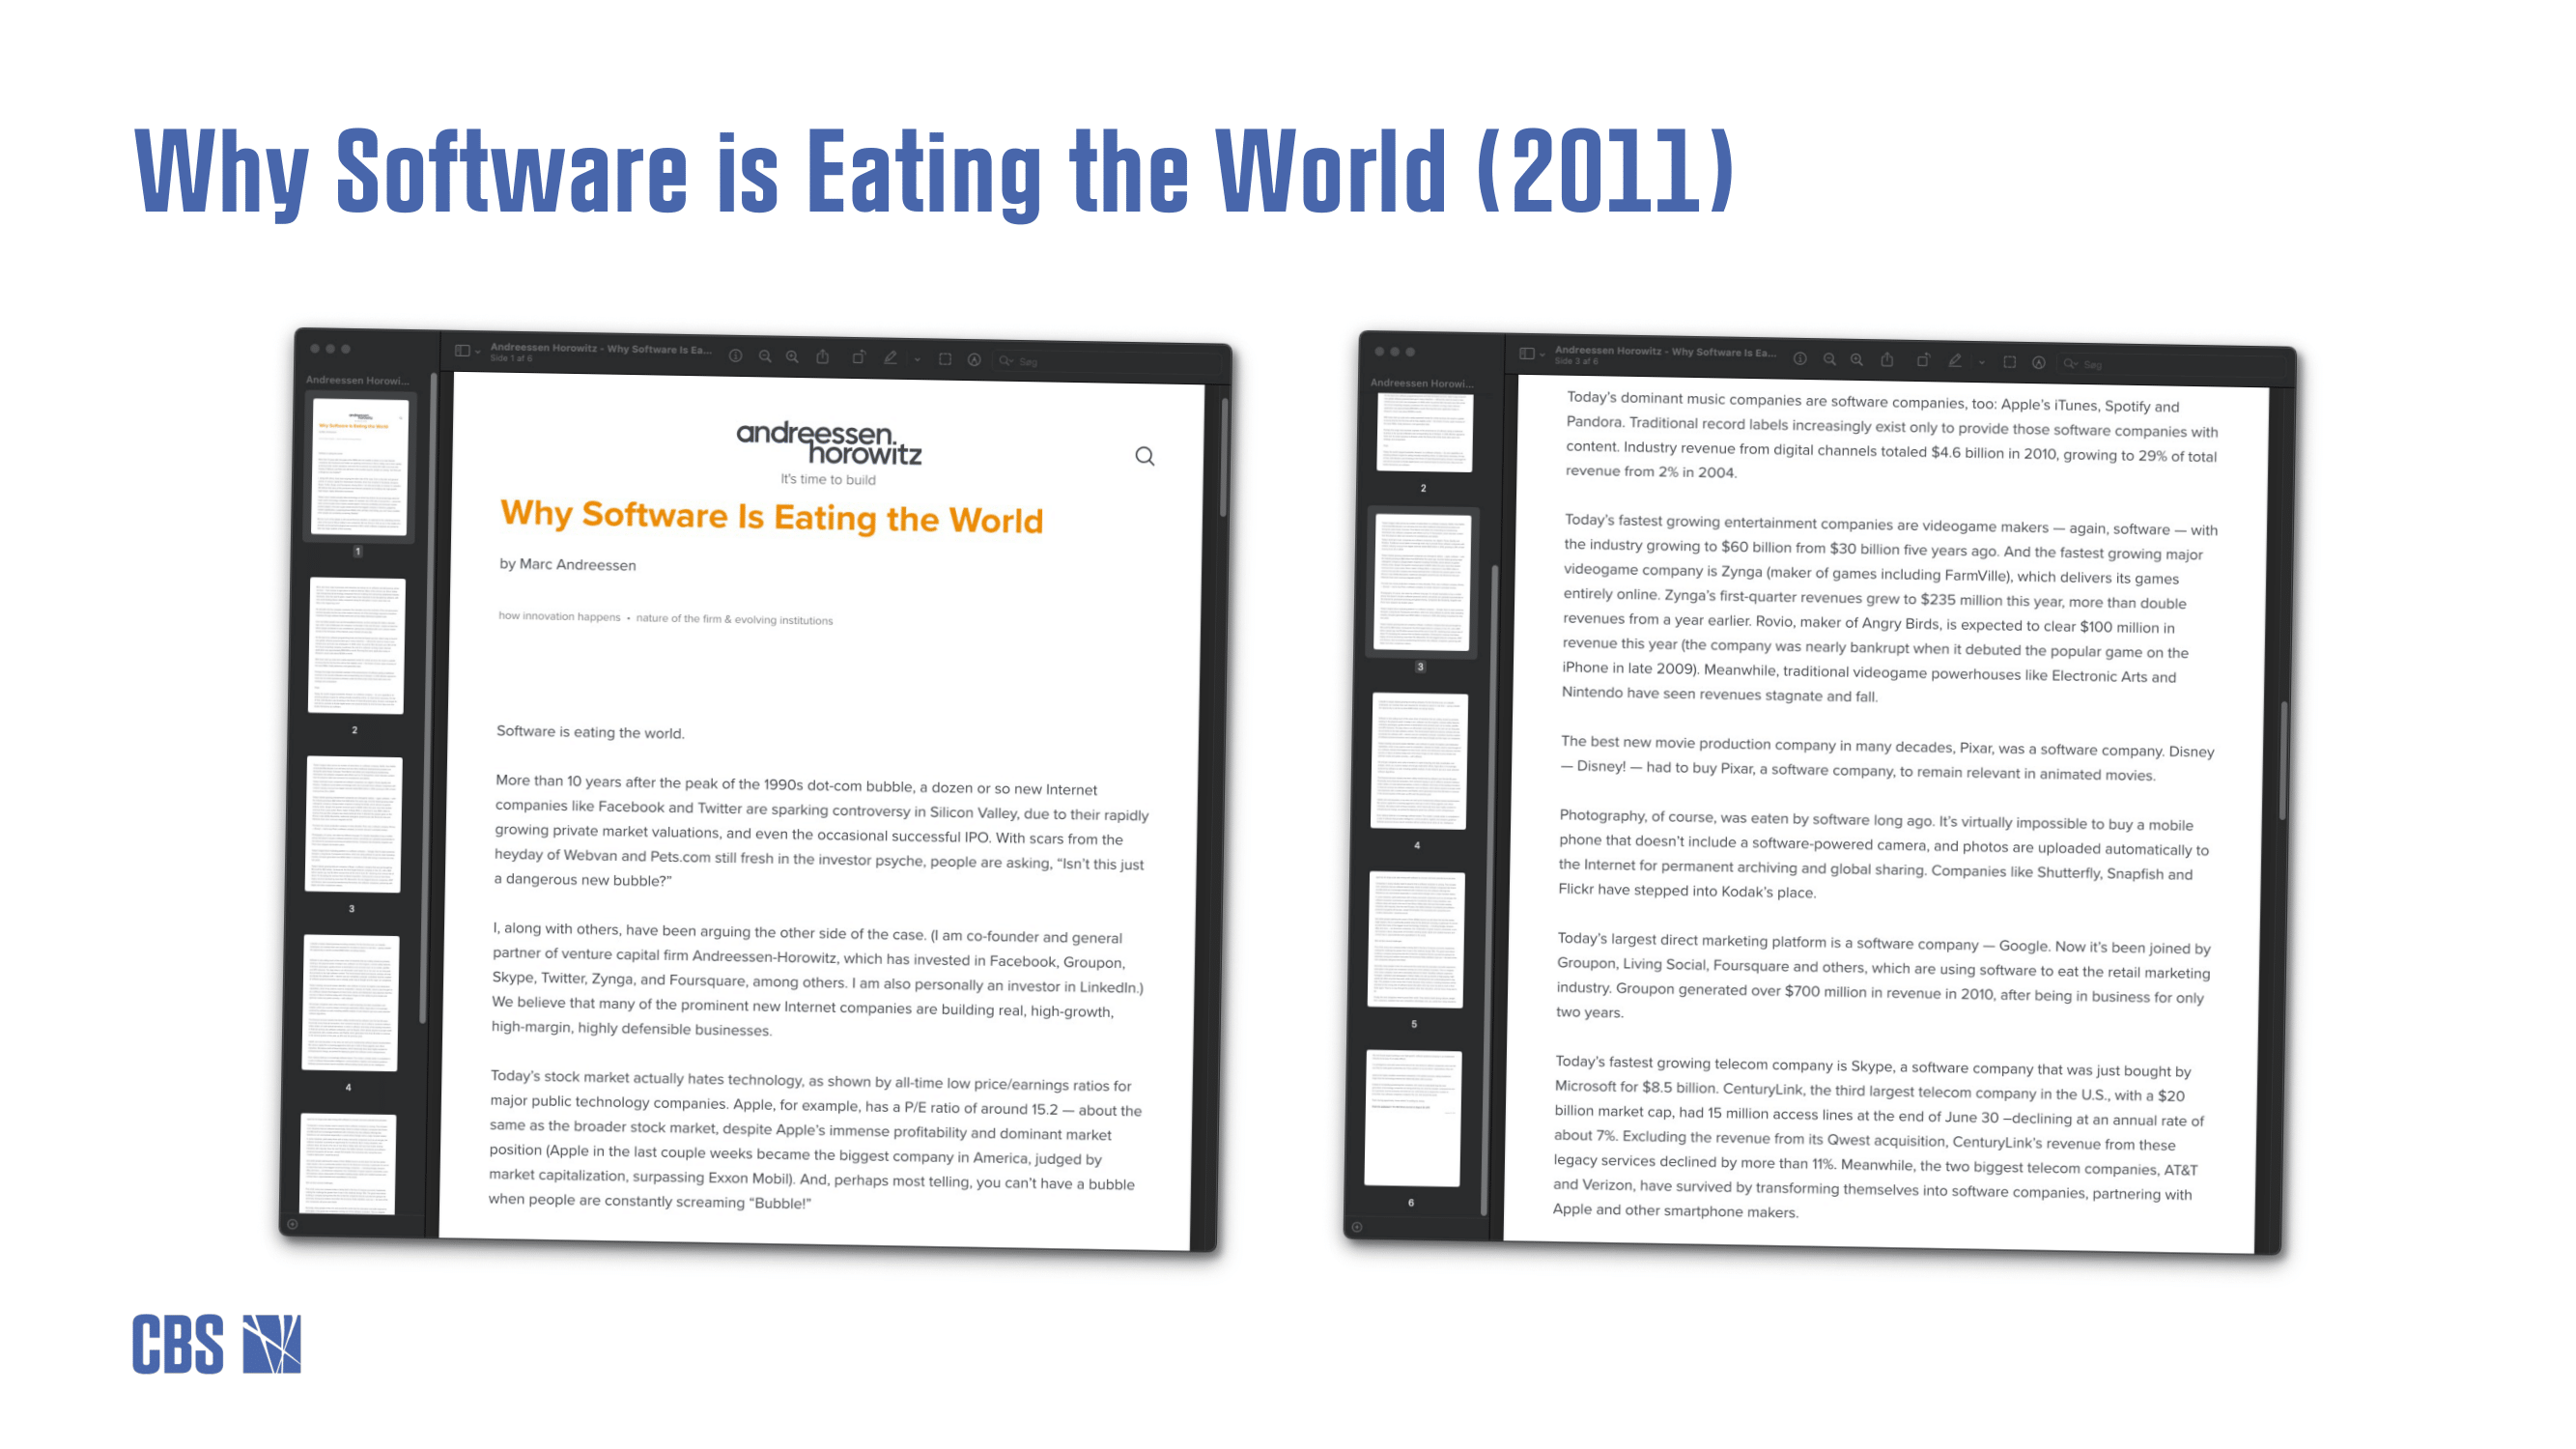 Why Software is Eating the World (2011)
Andreessen Horowitz - Why Software Is Ea...
Side 1 af 6
Søg
Andreessen Horowi...
1
2
3
4
andreessen.
horowitz
It's time to build
Why Software Is Eating the World
by Marc Andreessen
how innovation happens • nature of the firm & evolving institutions
Software is eating the world.
More than 10 years after the peak of the 1990s dot-com bubble, a dozen or so new Internet
companies like Facebook and Twitter are sparking controversy in Silicon Valley, due to their rapidly
growing private market valuations, and even the occasional successful IPO. With scars from the
heyday of Webvan and Pets.com still fresh in the investor psyche, people are asking, “Isn’t this just
a dangerous new bubble?”
I, along with others, have been arguing the other side of the case. (I am co-founder and general
partner of venture capital firm Andreessen-Horowitz, which has invested in Facebook, Groupon,
Skype, Twitter, Zynga, and Foursquare, among others. I am also personally an investor in LinkedIn.)
We believe that many of the prominent new Internet companies are building real, high-growth,
high-margin, highly defensible businesses.
Today’s stock market actually hates technology, as shown by all-time low price/earnings ratios for
major public technology companies. Apple, for example, has a P/E ratio of around 15.2 — about the
same as the broader stock market, despite Apple’s immense profitability and dominant market
position (Apple in the last couple weeks became the biggest company in America, judged by
market capitalization, surpassing Exxon Mobil). And, perhaps most telling, you can’t have a bubble
when people are constantly screaming “Bubble!”
Andreessen Horowitz - Why Software Is Ea...
Side 3 af 6
Søg
Andreessen Horowi...
2
3
4
5
6
Today’s dominant music companies are software companies, too: Apple’s iTunes, Spotify and
Pandora. Traditional record labels increasingly exist only to provide those software companies with
content. Industry revenue from digital channels totaled $4.6 billion in 2010, growing to 29% of total
revenue from 2% in 2004.
Today’s fastest growing entertainment companies are videogame makers — again, software — with
the industry growing to $60 billion from $30 billion five years ago. And the fastest growing major
videogame company is Zynga (maker of games including FarmVille), which delivers its games
entirely online. Zynga’s first-quarter revenues grew to $235 million this year, more than double
revenues from a year earlier. Rovio, maker of Angry Birds, is expected to clear $100 million in
revenue this year (the company was nearly bankrupt when it debuted the popular game on the
iPhone in late 2009). Meanwhile, traditional videogame powerhouses like Electronic Arts and
Nintendo have seen revenues stagnate and fall.
The best new movie production company in many decades, Pixar, was a software company. Disney
— Disney! — had to buy Pixar, a software company, to remain relevant in animated movies.
Photography, of course, was eaten by software long ago. It’s virtually impossible to buy a mobile
phone that doesn’t include a software-powered camera, and photos are uploaded automatically to
the Internet for permanent archiving and global sharing. Companies like Shutterfly, Snapfish and
Flickr have stepped into Kodak’s place.
Today’s largest direct marketing platform is a software company — Google. Now it’s been joined by
Groupon, Living Social, Foursquare and others, which are using software to eat the retail marketing
industry. Groupon generated over $700 million in revenue in 2010, after being in business for only
two years.
Today’s fastest growing telecom company is Skype, a software company that was just bought by
Microsoft for $8.5 billion. CenturyLink, the third largest telecom company in the U.S., with a $20
billion market cap, had 15 million access lines at the end of June 30 –declining at an annual rate of
about 7%. Excluding the revenue from its Qwest acquisition, CenturyLink’s revenue from these
legacy services declined by more than 11%. Meanwhile, the two biggest telecom companies, AT&T
and Verizon, have survived by transforming themselves into software companies, partnering with
Apple and other smartphone makers.
CBS